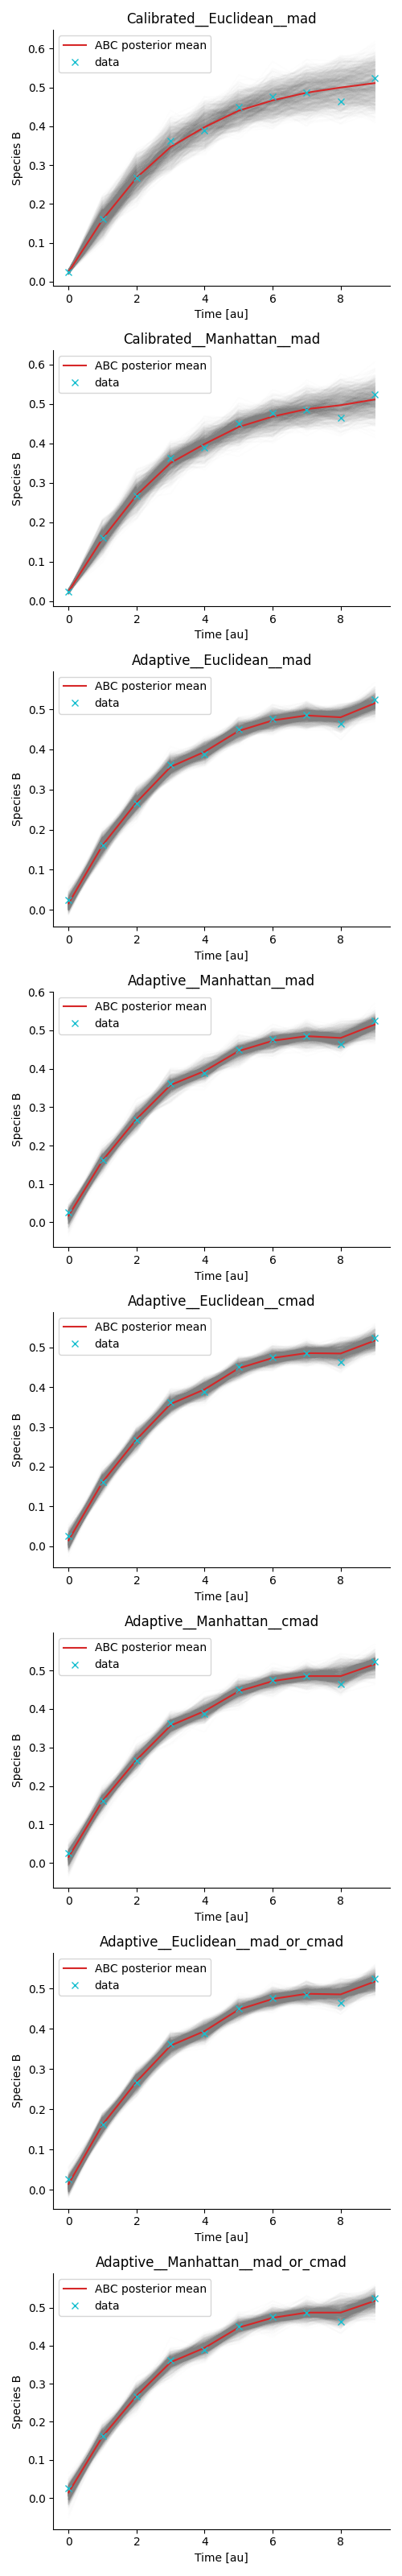 Calibrated__Euclidean__mad
ABC posterior mean
data
0.6
0.5
0.4
0.3
0.2
0.1
0.0
Species B
0 2 4 6 8
Time [au]
Calibrated__Manhattan__mad
ABC posterior mean
data
0.6
0.5
0.4
0.3
0.2
0.1
0.0
Species B
0 2 4 6 8
Time [au]
Adaptive__Euclidean__mad
ABC posterior mean
data
0.5
0.4
0.3
0.2
0.1
0.0
Species B
0 2 4 6 8
Time [au]
Adaptive__Manhattan__mad
ABC posterior mean
data
0.6
0.5
0.4
0.3
0.2
0.1
0.0
Species B
0 2 4 6 8
Time [au]
Adaptive__Euclidean__cmad
ABC posterior mean
data
0.5
0.4
0.3
0.2
0.1
0.0
Species B
0 2 4 6 8
Time [au]
Adaptive__Manhattan__cmad
ABC posterior mean
data
0.5
0.4
0.3
0.2
0.1
0.0
Species B
0 2 4 6 8
Time [au]
Adaptive__Euclidean__mad_or_cmad
ABC posterior mean
data
0.5
0.4
0.3
0.2
0.1
0.0
Species B
0 2 4 6 8
Time [au]
Adaptive__Manhattan__mad_or_cmad
ABC posterior mean
data
0.5
0.4
0.3
0.2
0.1
0.0
Species B
0 2 4 6 8
Time [au]